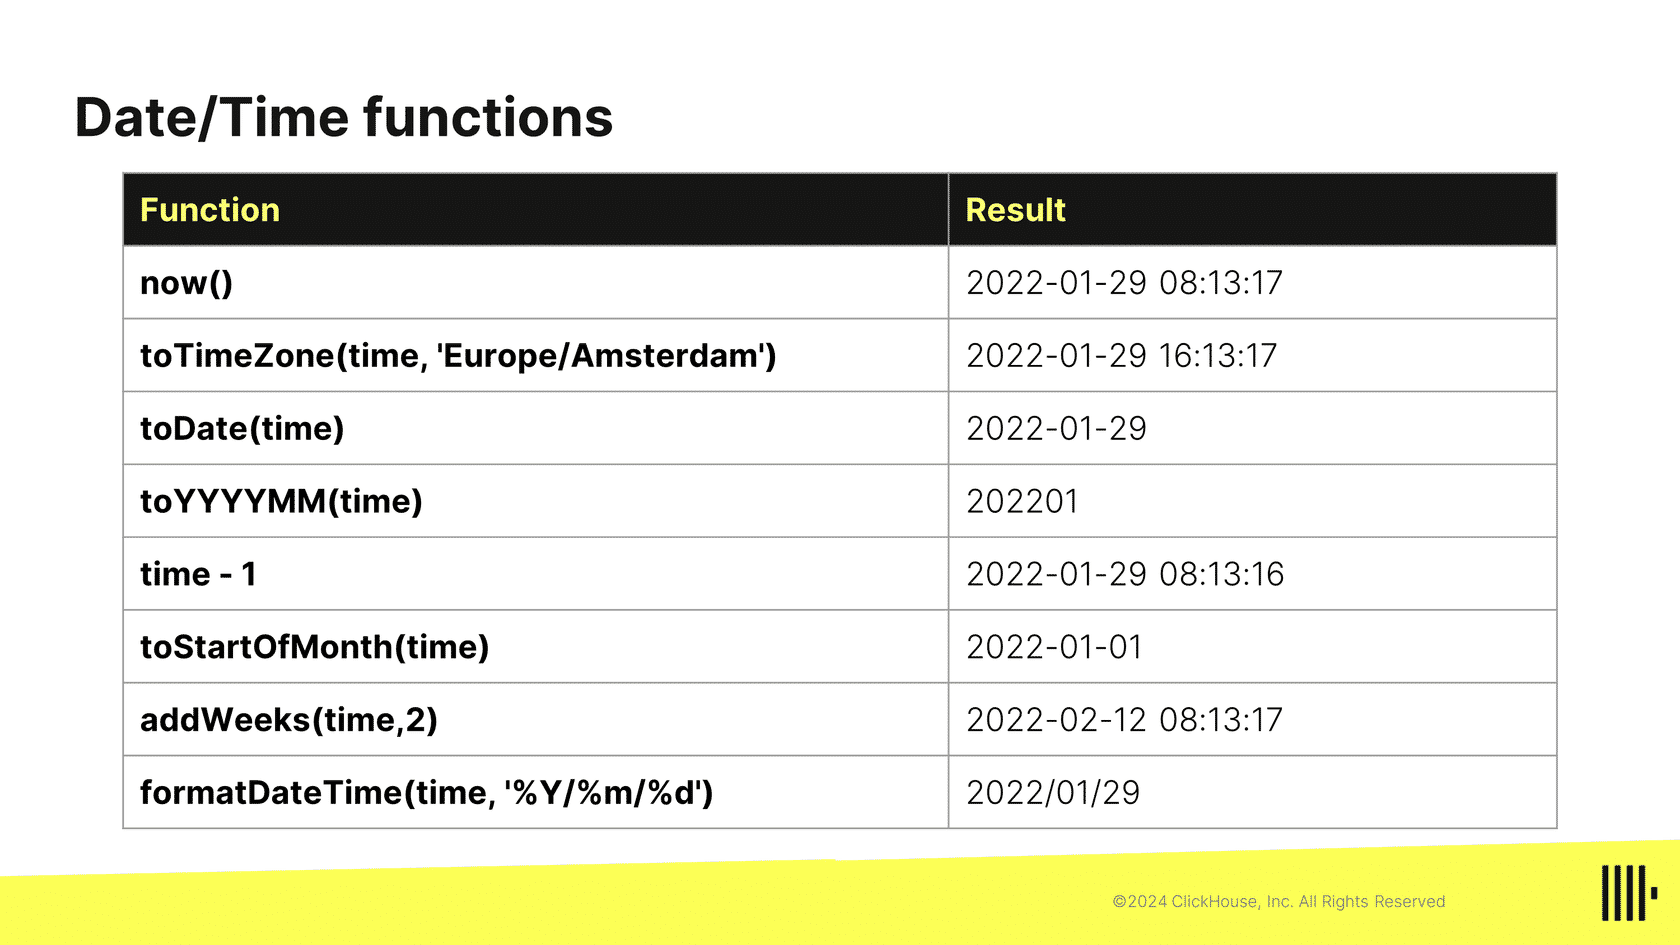 Date/Time functions
Function Result
now() 2022-01-29 08:13:17
toTimeZone(time, 'Europe/Amsterdam') 2022-01-29 16:13:17
toDate(time) 2022-01-29
toYYYYMM(time) 202201
time - 1 2022-01-29 08:13:16
toStartOfMonth(time) 2022-01-01
addWeeks(time,2) 2022-02-12 08:13:17
formatDateTime(time, '%Y/%m/%d') 2022/01/29
©2024 ClickHouse, Inc. All Rights Reserved